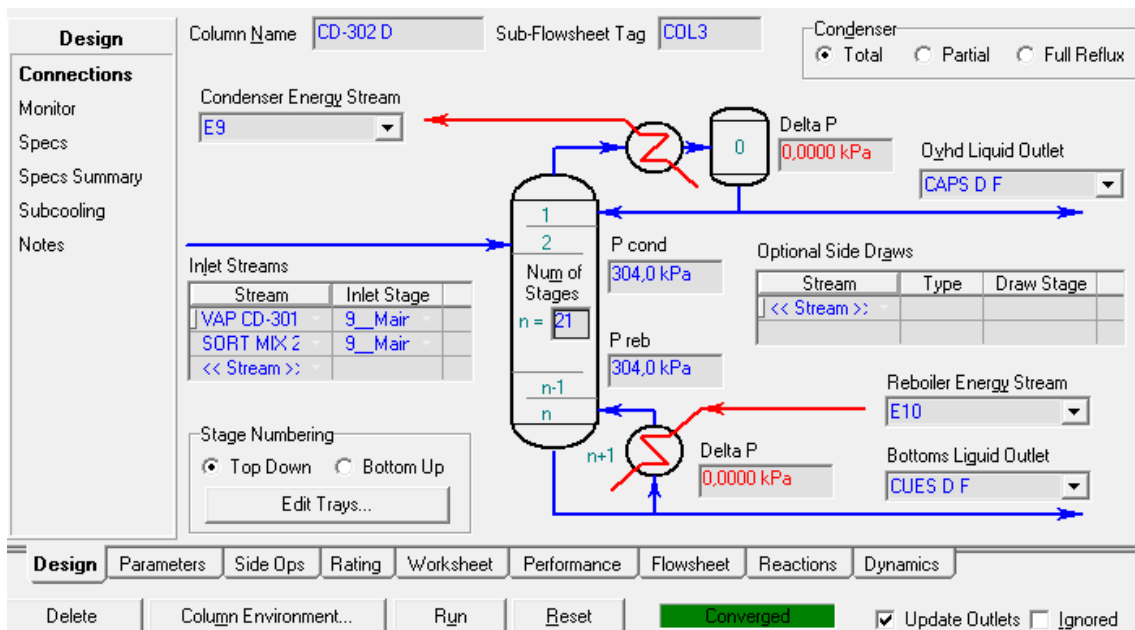 Design
Connections
Monitor
Specs
Specs Summary
Subcooling
Notes
Column Name CD-302 D Sub-Flowsheet Tag COL3
Condenser
Total Partial Full Reflux
Condenser Energy Stream
E9
0
Delta P
0,0000 kPa
Ovhd Liquid Outlet
CAPS D F
1
2
Num of
Stages
n = 21
n-1
n
n+1
P cond
304,0 kPa
P reb
304,0 kPa
Inlet Streams
Stream Inlet Stage
VAP CD-301 9__Mair
SORT MIX 2 9__Mair
<< Stream >>
Optional Side Draws
Stream Type Draw Stage
<< Stream >>
Stage Numbering
Top Down Bottom Up
Edit Trays...
Delta P
0,0000 kPa
Reboiler Energy Stream
E10
Bottoms Liquid Outlet
CUES D F
Design Parameters Side Ops Rating Worksheet Performance Flowsheet Reactions Dynamics
Delete Column Environment... Run Reset Converged Update Outlets Ignored